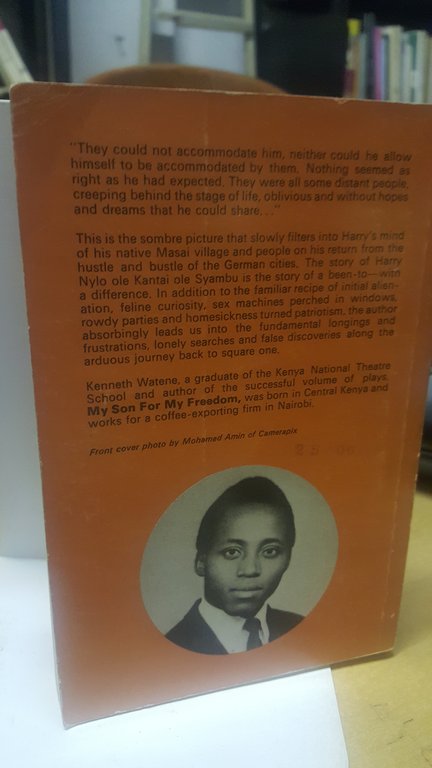 "They could not accommodate him, neither could he allow
himself to be accommodated by them. Nothing seemed as
right as he had expected. They were all some distant people,
creeping behind the stage of life, oblivious and without hopes
and dreams that he could share. . ."
This is the sombre picture that slowly filters into Harry's mind
of his native Masai village and people on his return from the
hustle and bustle of the German cities. The story of Harry
Nylo ole Kantai ole Syambu is the story of a been-to—with
a difference. In addition to the familiar recipe of initial alien-
ation, feline curiosity, sex machines perched in windows,
rowdy parties and homesickness turned patriotism, the author
absorbingly leads us into the fundamental longings and
frustrations, lonely searches and false discoveries along the
arduous journey back to square one.
Kenneth Watene, a graduate of the Kenya National Theatre
School and author of the successful volume of plays,
My Son For My Freedom, was born in Central Kenya and
works for a coffee-exporting firm in Nairobi.
Front cover photo by Mohamed Amin of Camerapix